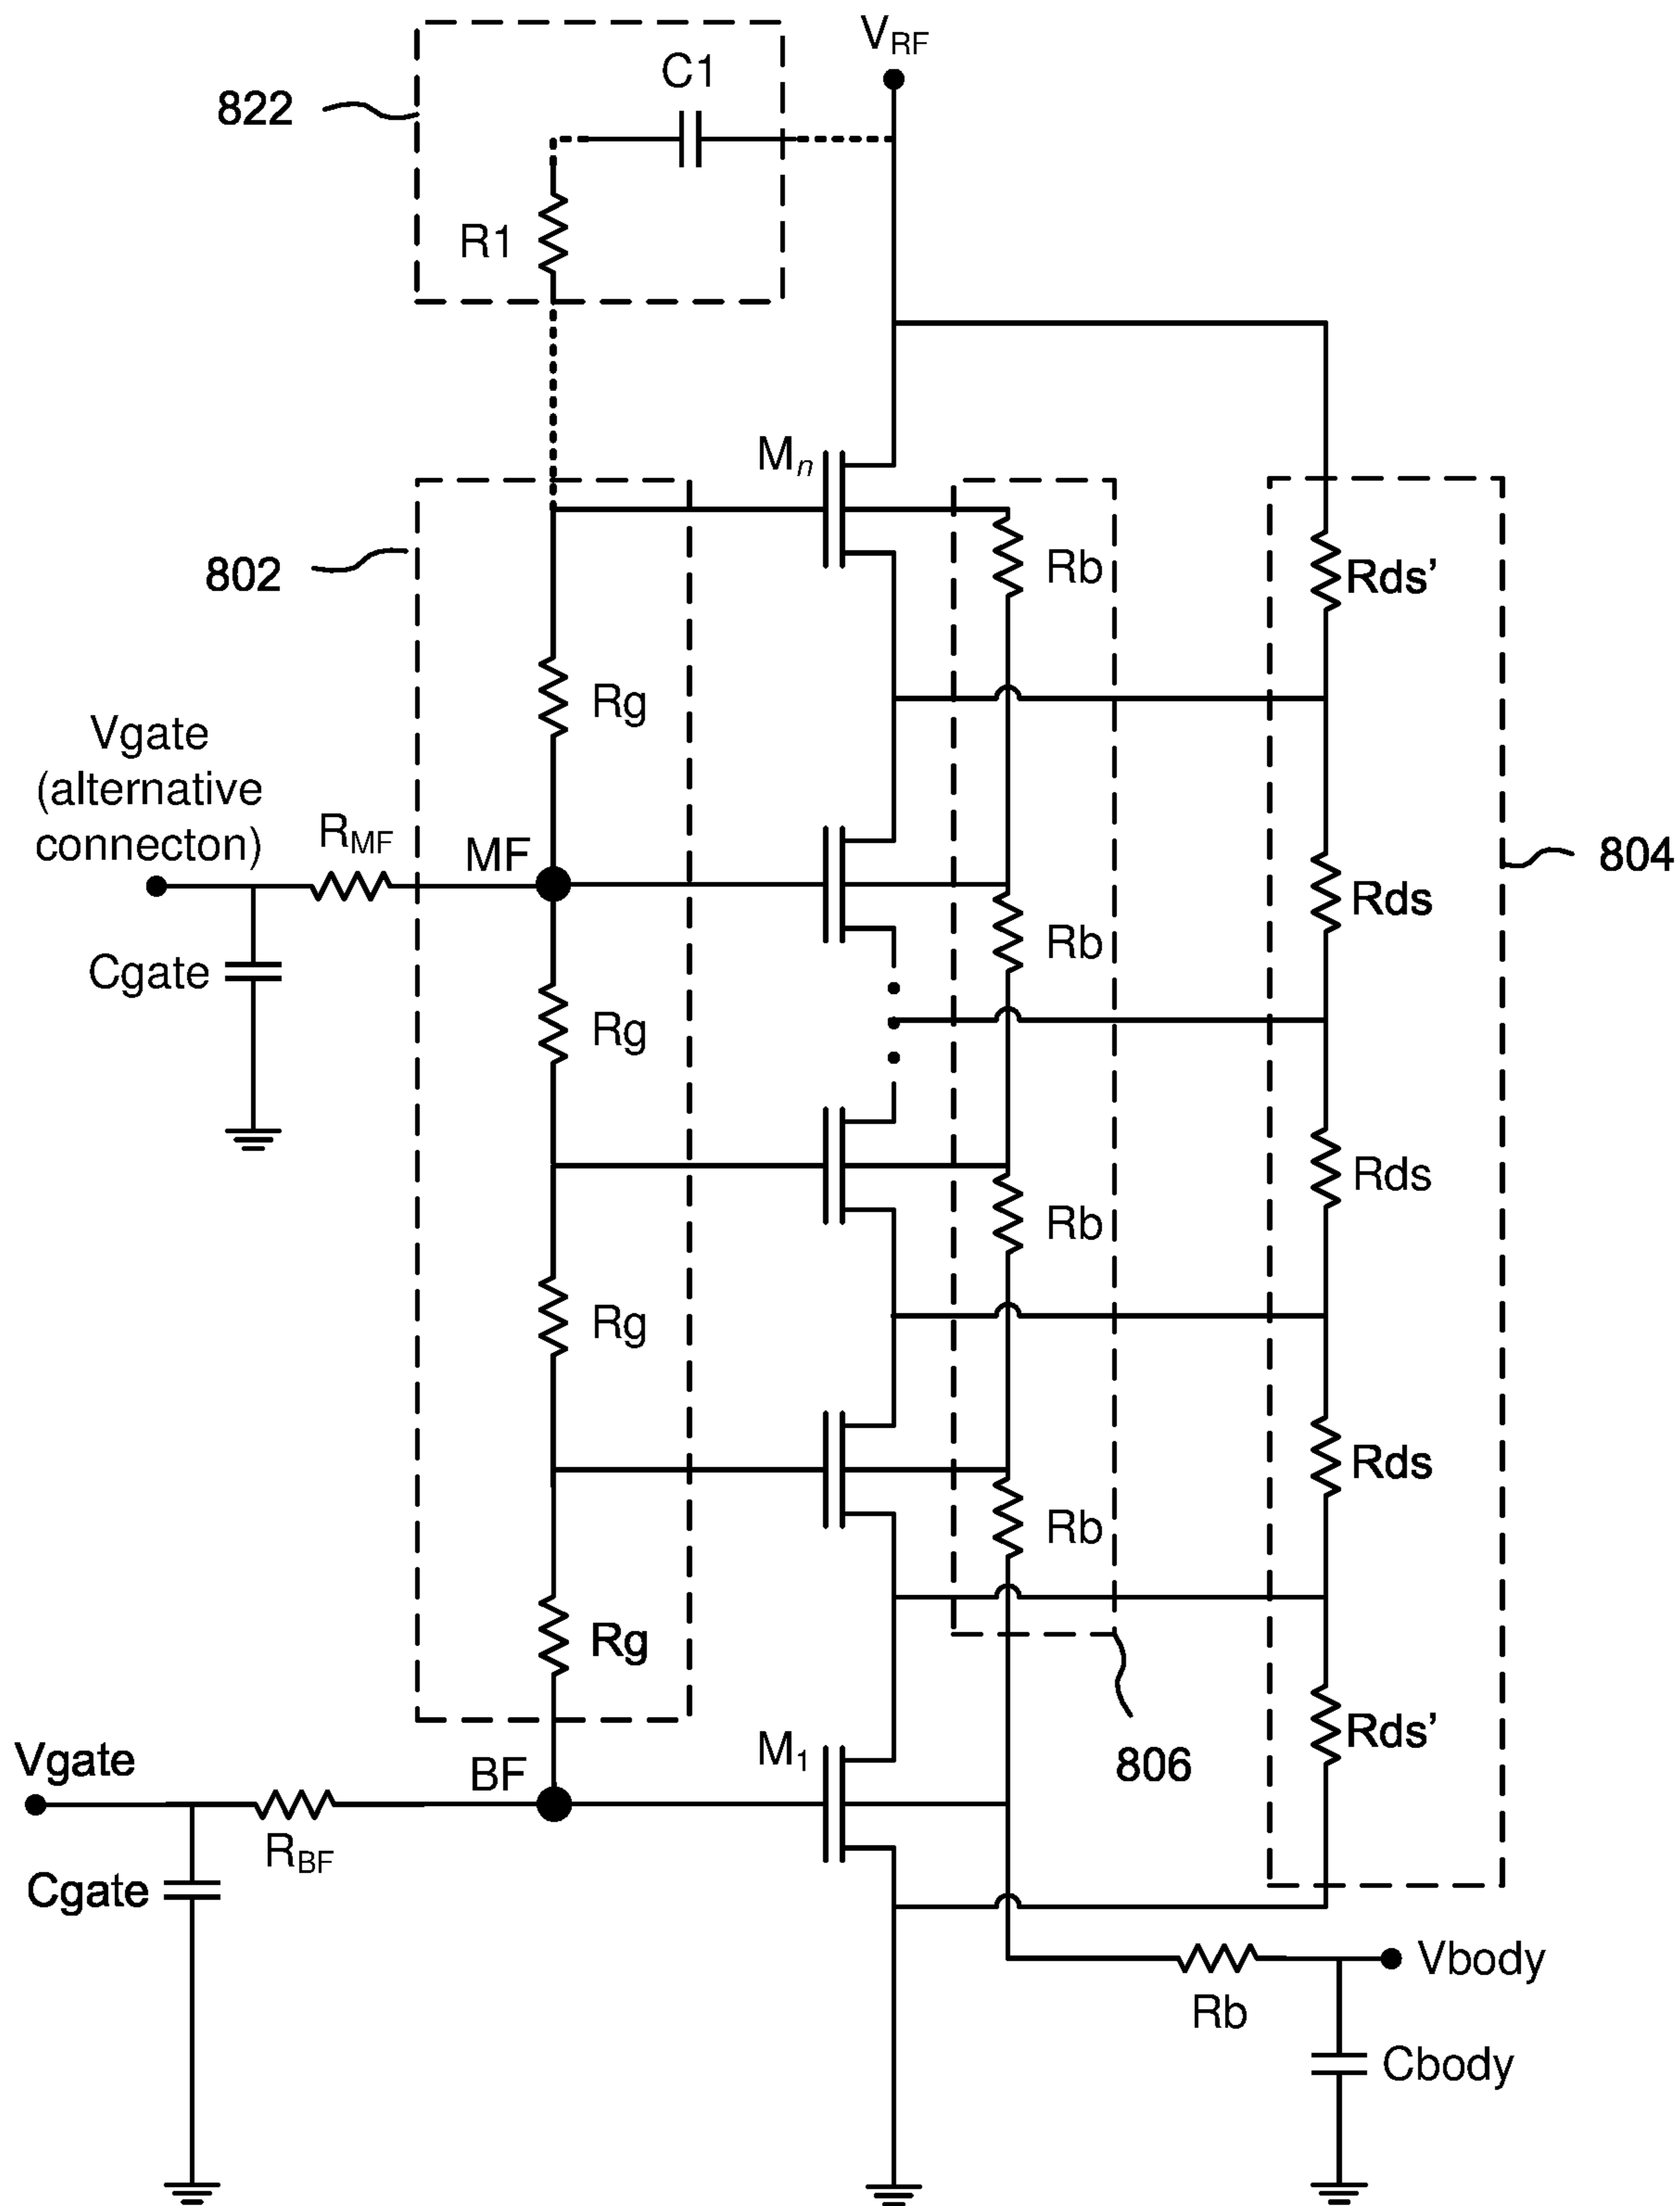 V_RF
C1
822
R1
M_n
802
Rb
Rds'
Rg
Vgate
(alternative
connecton)
R_MF
MF
804
Rds
Cgate
Rb
Rg
Rds
Rb
Rg
Rds
Rb
Rg
Rds'
Vgate
BF
M_1
806
R_BF
Cgate
Vbody
Rb
Cbody